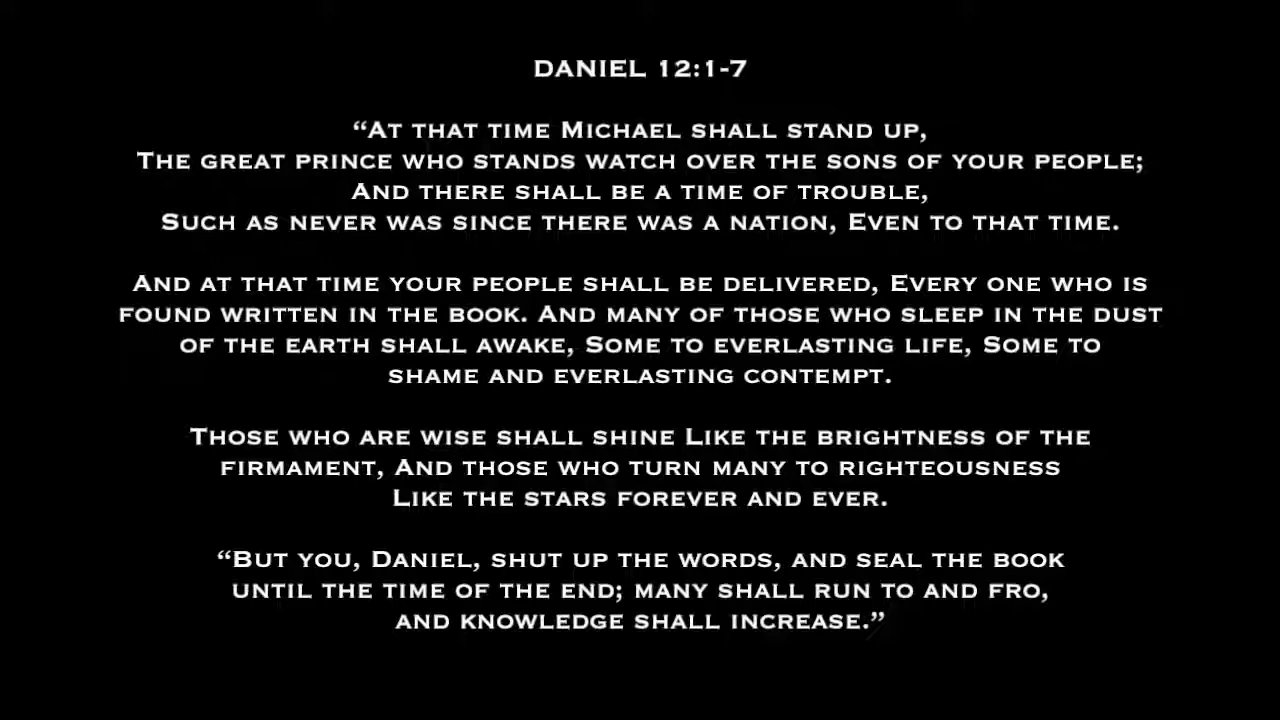 DANIEL 12:1-7
“At that time Michael shall stand up,
The great prince who stands watch over the sons of your people;
And there shall be a time of trouble,
Such as never was since there was a nation, Even to that time.
And at that time your people shall be delivered, Every one who is
found written in the book. And many of those who sleep in the dust
of the earth shall awake, Some to everlasting life, Some to
shame and everlasting contempt.
Those who are wise shall shine Like the brightness of the
firmament, And those who turn many to righteousness
Like the stars forever and ever.
“But you, Daniel, shut up the words, and seal the book
until the time of the end; many shall run to and fro,
and knowledge shall increase.”